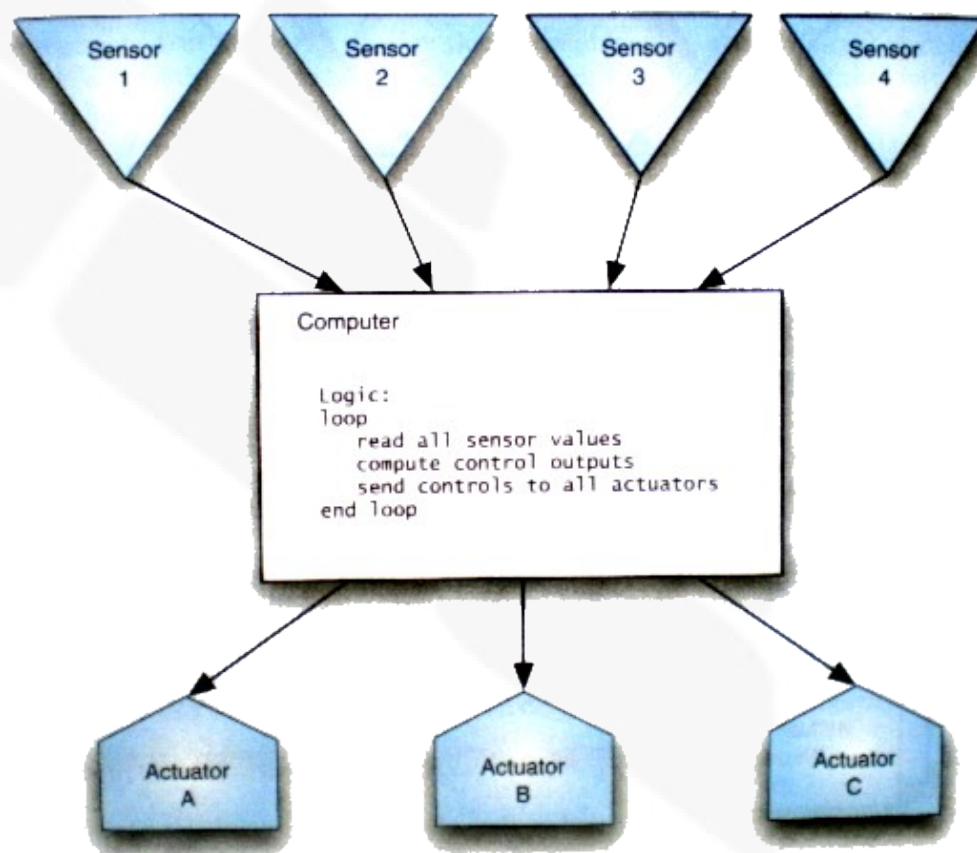 Sensor
1
Sensor
2
Sensor
3
Sensor
4
Computer
Logic:
loop
read all sensor values
compute control outputs
send controls to all actuators
end loop
Actuator
A
Actuator
B
Actuator
C